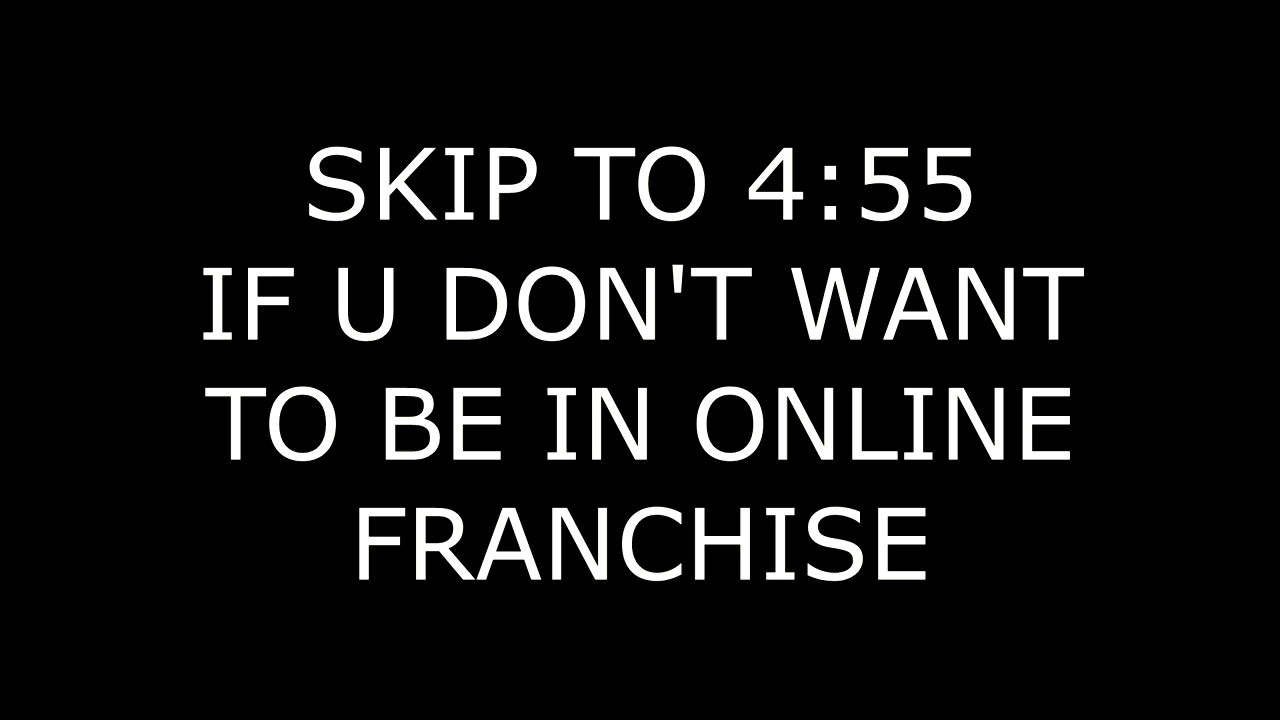 SKIP TO 4:55
IF U DON'T WANT
TO BE IN ONLINE
FRANCHISE